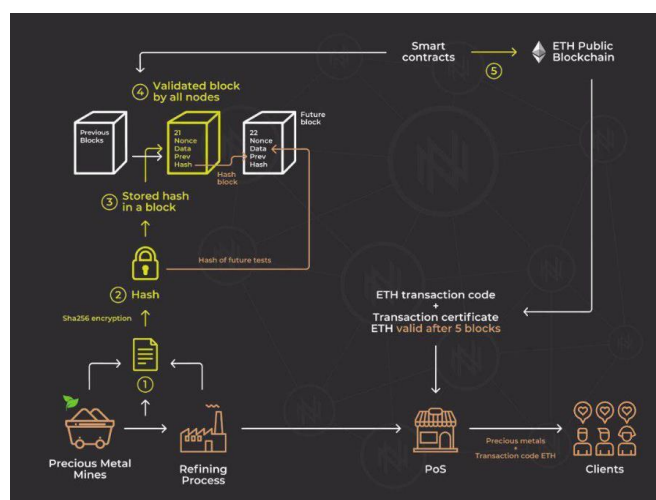 Smart
contracts
5
ETH Public
Blockchain
4 Validated block
by all nodes
Previous
Blocks
21
Nonce
Data
Prev
Hash
22
Nonce
Data
Prev
Hash
Future
block
Hash
block
3 Stored hash
in a block
Hash of future tests
2 Hash
Sha256 encryption
1
ETH transaction code
+
Transaction certificate
ETH valid after 5 blocks
Precious Metal
Mines
Refining
Process
PoS
Precious metals
+
Transaction code ETH
Clients